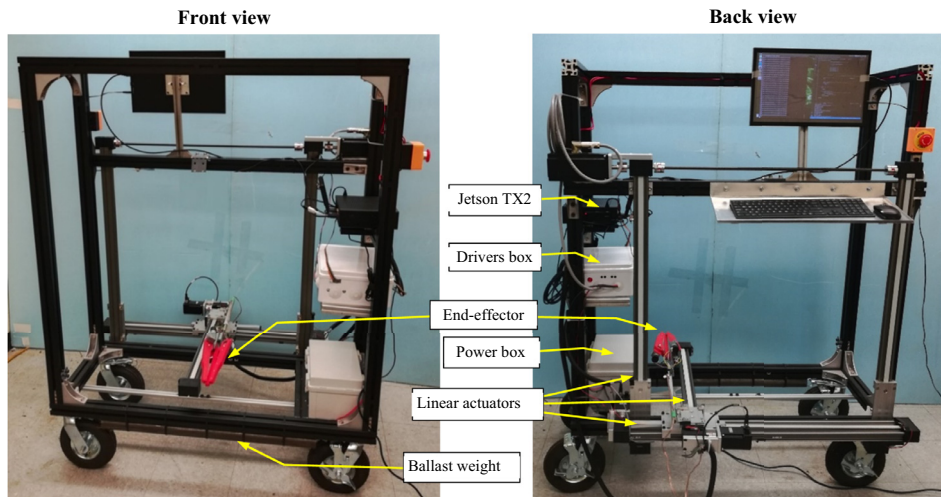 Front view
Back view
Jetson TX2
Drivers box
End-effector
Power box
Linear actuators
Ballast weight